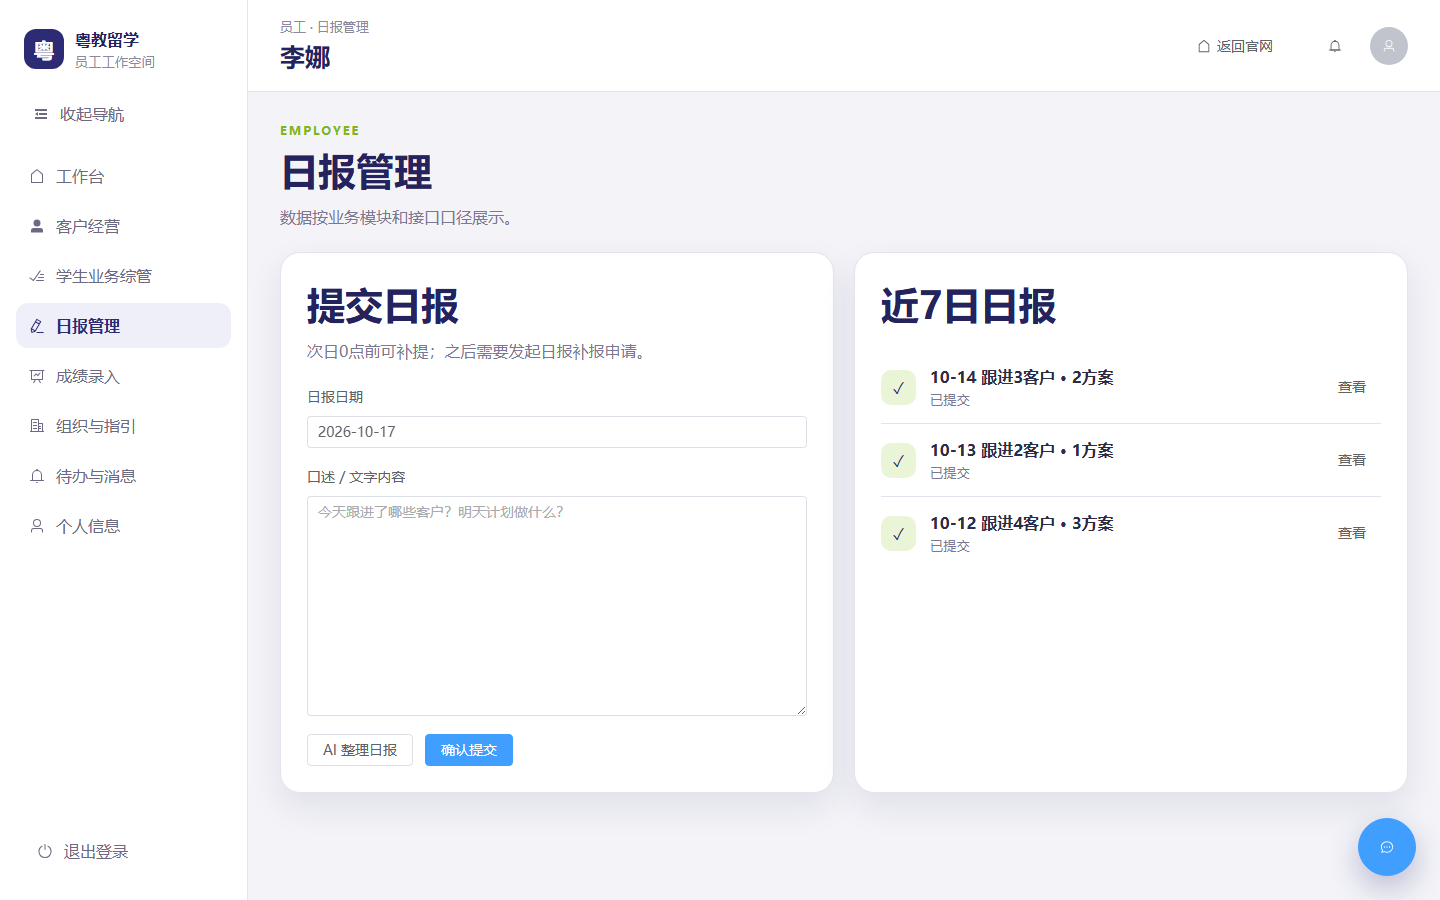 粤
粤教留学
员工工作空间
收起导航
工作台
客户经营
学生业务综管
日报管理
成绩录入
组织与指引
待办与消息
个人信息
退出登录
员工 · 日报管理
李娜
返回官网
EMPLOYEE
日报管理
数据按业务模块和接口口径展示。
提交日报
次日0点前可补提；之后需要发起日报补报申请。
日报日期
2026-10-17
口述 / 文字内容
今天跟进了哪些客户？明天计划做什么？
AI 整理日报
确认提交
近7日日报
✓
10-14 跟进3客户 • 2方案
已提交
查看
✓
10-13 跟进2客户 • 1方案
已提交
查看
✓
10-12 跟进4客户 • 3方案
已提交
查看